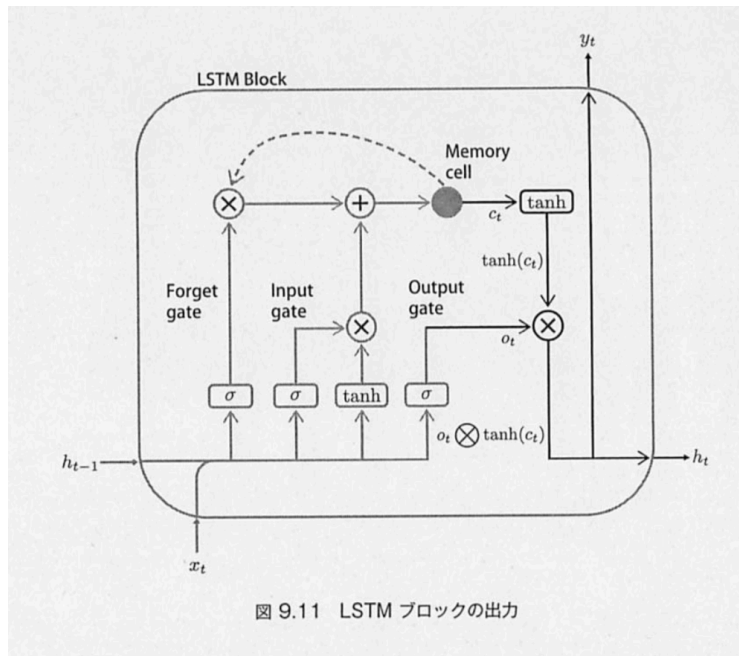 y_t
LSTM Block
Memory
cell
× + c_t tanh
tanh(c_t)
Forget
gate
Input
gate
Output
gate
× o_t ×
σ σ tanh σ
o_t ⊗ tanh(c_t)
h_{t−1} h_t
x_t
図 9.11 LSTM ブロックの出力